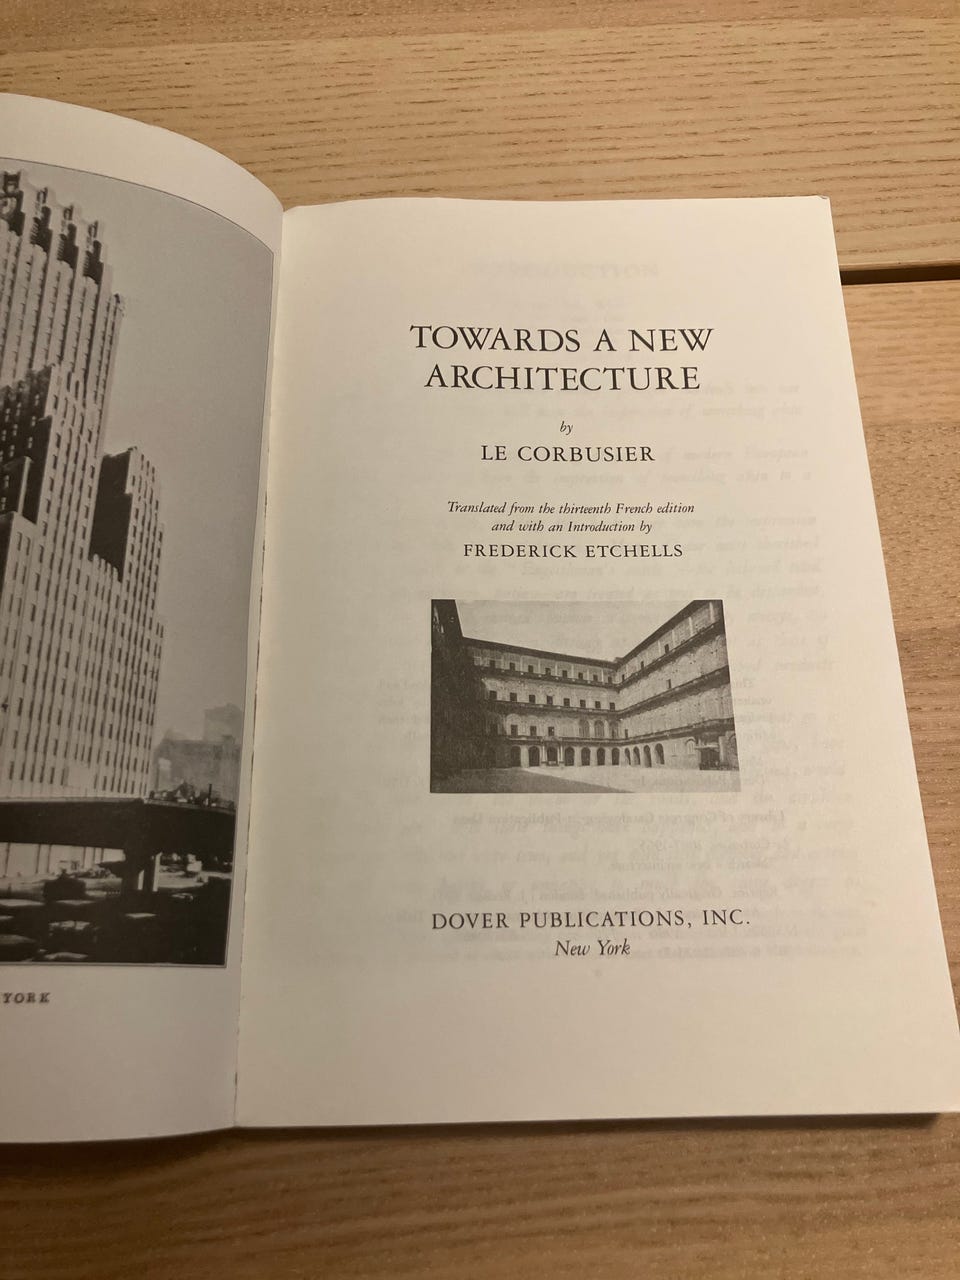 YORK
TOWARDS A NEW
ARCHITECTURE
by
LE CORBUSIER
Translated from the thirteenth French edition
and with an Introduction by
FREDERICK ETCHELLS
DOVER PUBLICATIONS, INC.
New York